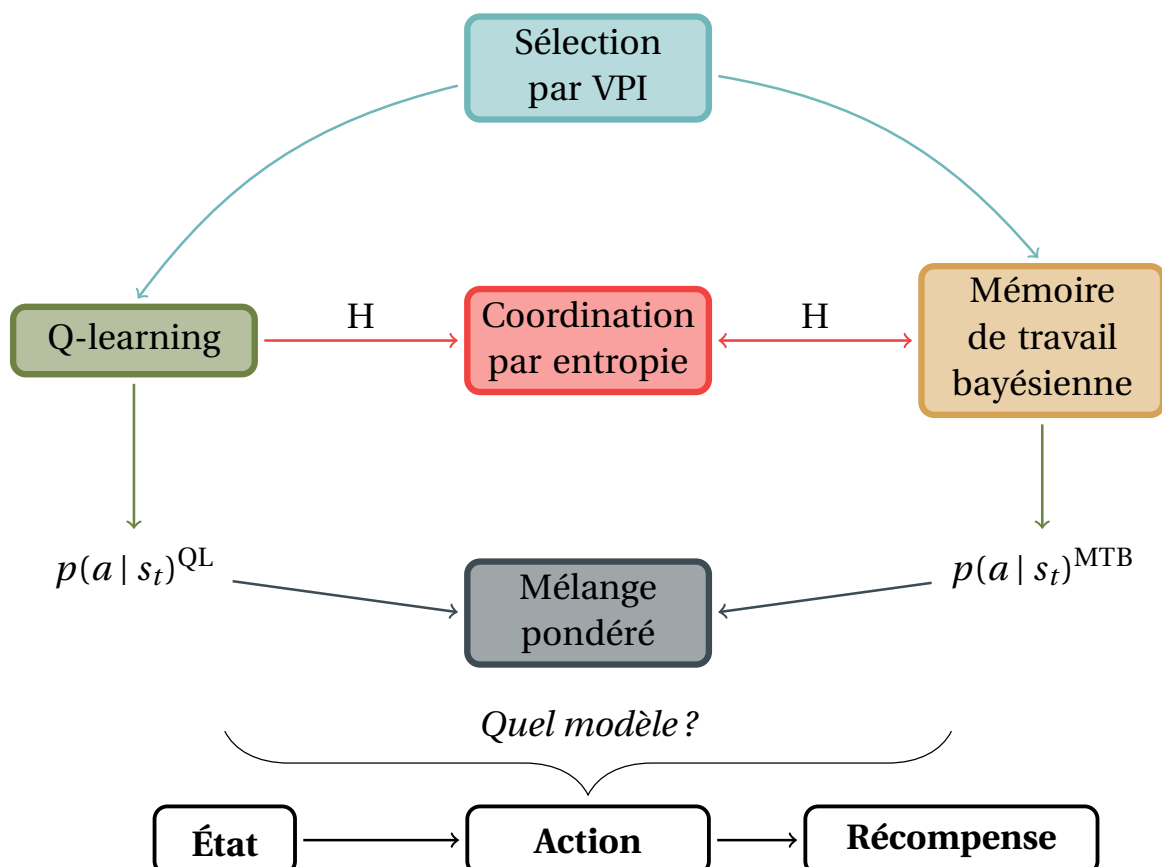 Sélection
par VPI
Q-learning
H
Coordination
par entropie
H
Mémoire
de travail
bayésienne
p(a | s_t)^QL
Mélange
pondéré
p(a | s_t)^MTB
Quel modèle ?
État
Action
Récompense